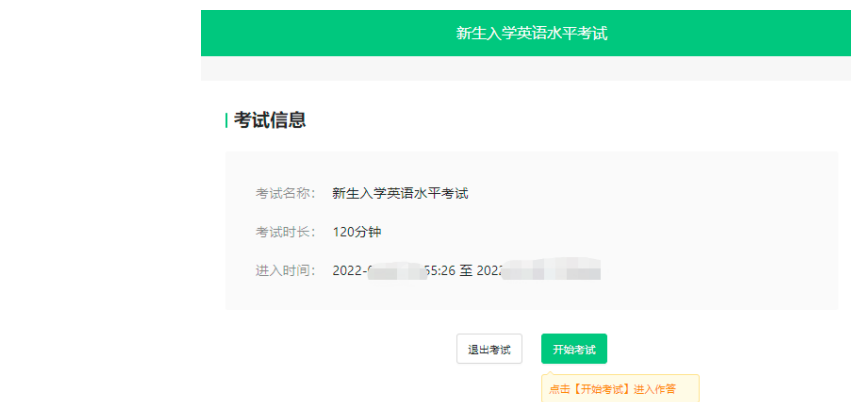 新生入学英语水平考试
考试信息
考试名称： 新生入学英语水平考试
考试时长： 120分钟
进入时间： 2022- 55:26 至 202
退出考试 开始考试
点击【开始考试】进入作答